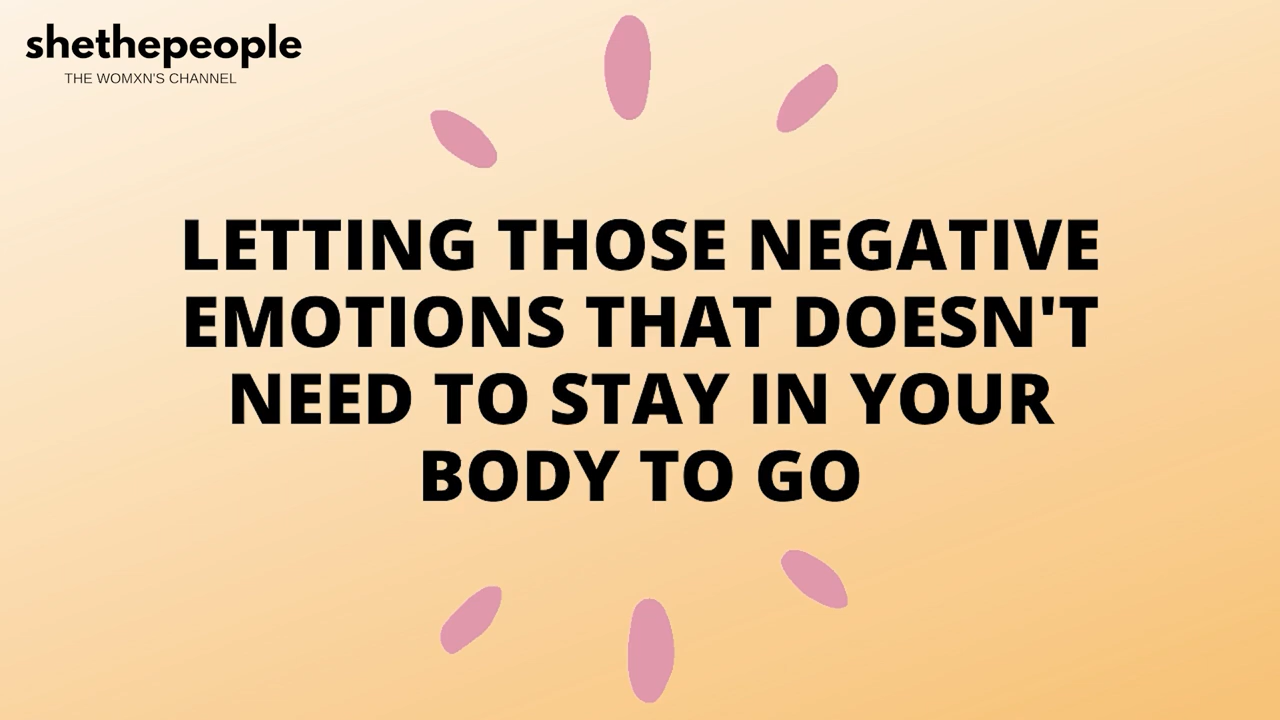 shethepeople
THE WOMXN'S CHANNEL
LETTING THOSE NEGATIVE
EMOTIONS THAT DOESN'T
NEED TO STAY IN YOUR
BODY TO GO